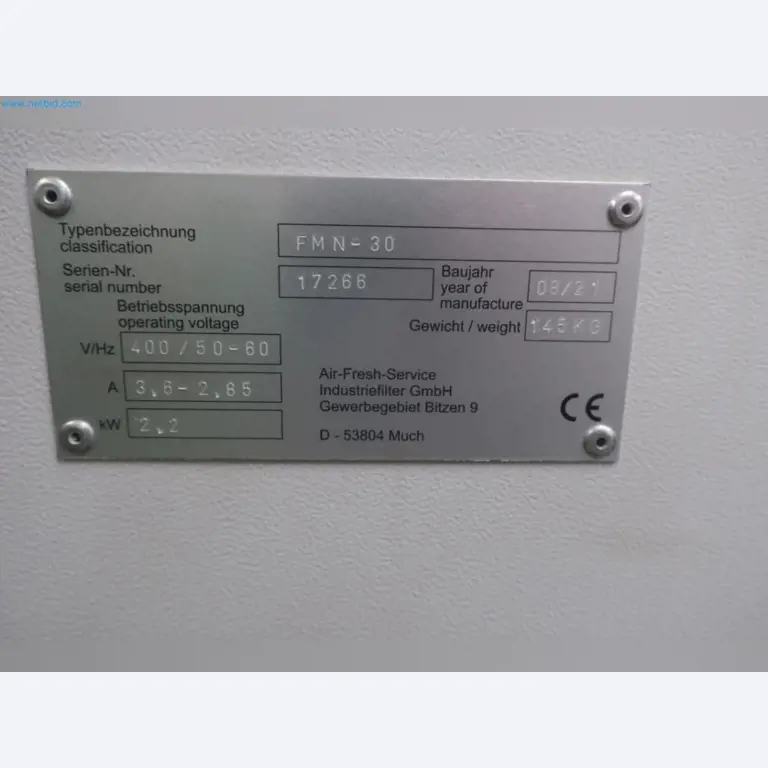 www.netbid.com
Typenbezeichnung
classification
FMN-30
Serien-Nr.
serial number
17266
Baujahr
year of
manufacture
08/21
Betriebsspannung
operating voltage
Gewicht / weight
145KG
V/Hz
400/50-60
A
3,6-2,85
kW
2,2
Air-Fresh-Service
Industriefilter GmbH
Gewerbegebiet Bitzen 9
D - 53804 Much
CE